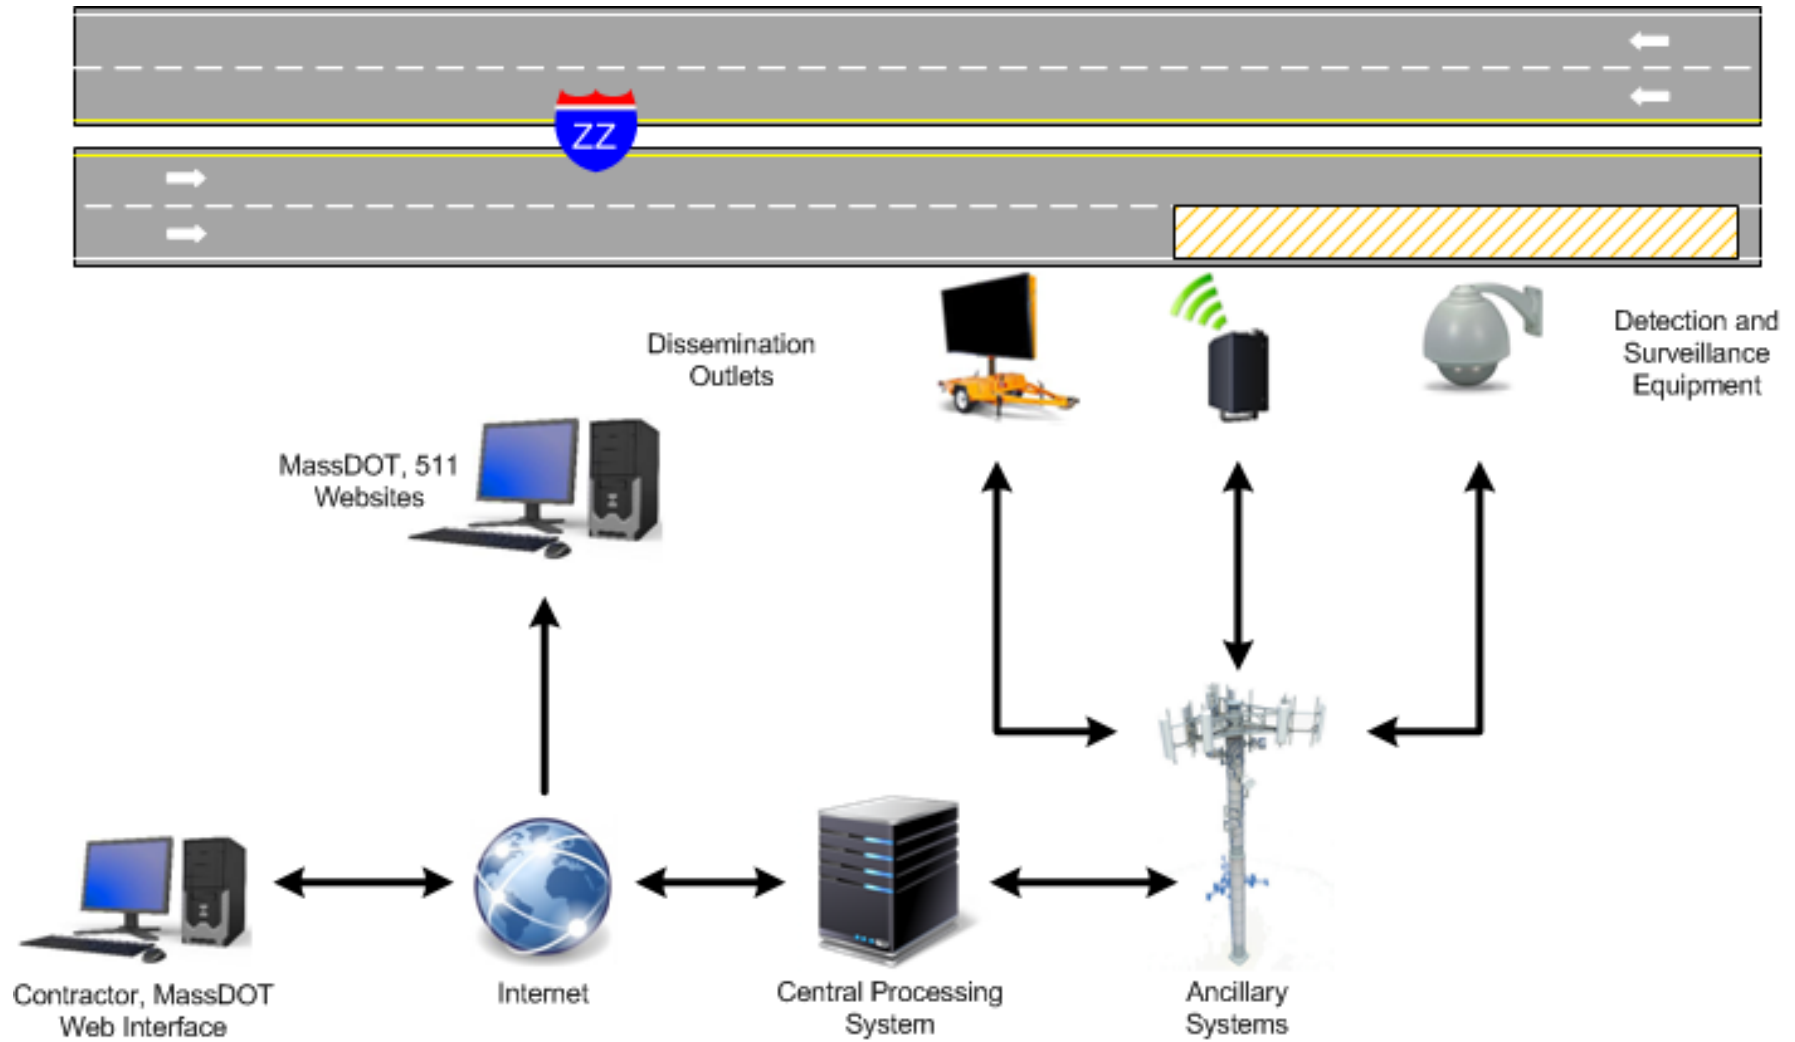 ZZ
Dissemination
Outlets
Detection and
Surveillance
Equipment
MassDOT, 511
Websites
Contractor, MassDOT
Web Interface
Internet
Central Processing
System
Ancillary
Systems